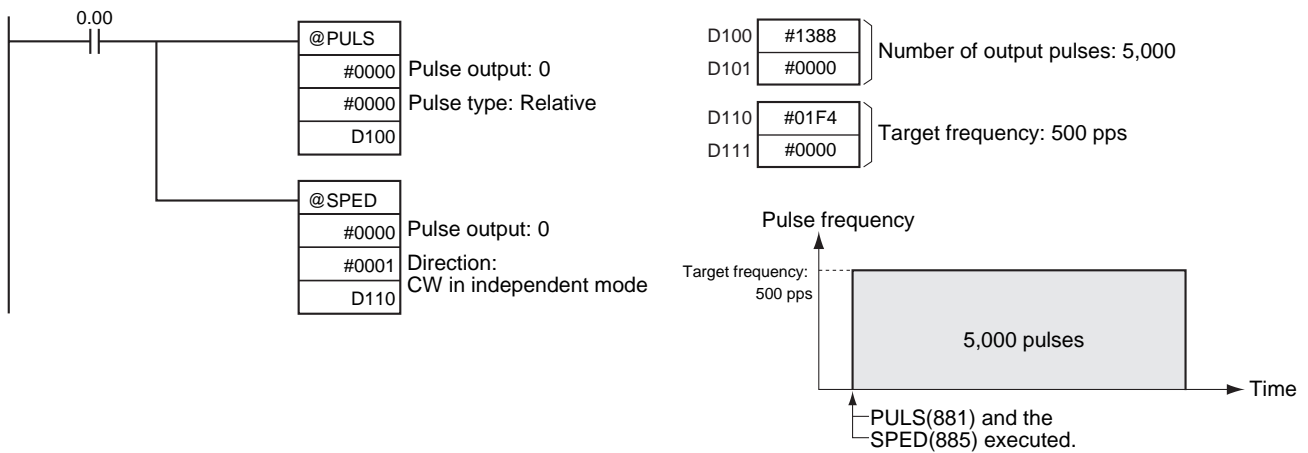 0.00
@PULS
#0000 Pulse output: 0
#0000 Pulse type: Relative
D100
@SPED
#0000 Pulse output: 0
#0001 Direction:
CW in independent mode
D110
D100 #1388
D101 #0000
Number of output pulses: 5,000
D110 #01F4
D111 #0000
Target frequency: 500 pps
Pulse frequency
Target frequency:
500 pps
5,000 pulses
Time
PULS(881) and the
SPED(885) executed.